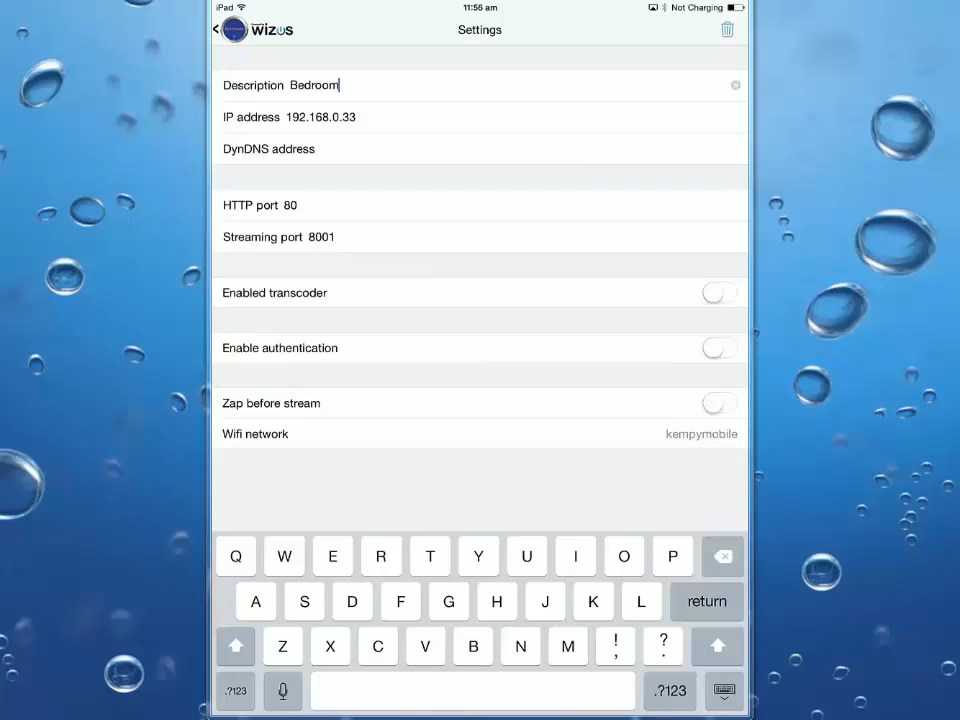 iPad 11:56 am Not Charging
WiZOS Settings
Description Bedroom
IP address 192.168.0.33
DynDNS address
HTTP port 80
Streaming port 8001
Enabled transcoder
Enable authentication
Zap before stream
Wifi network kempymobile
Q W E R T Y U I O P
A S D F G H J K L return
Z X C V B N M ! , ? .
.?123 .?123